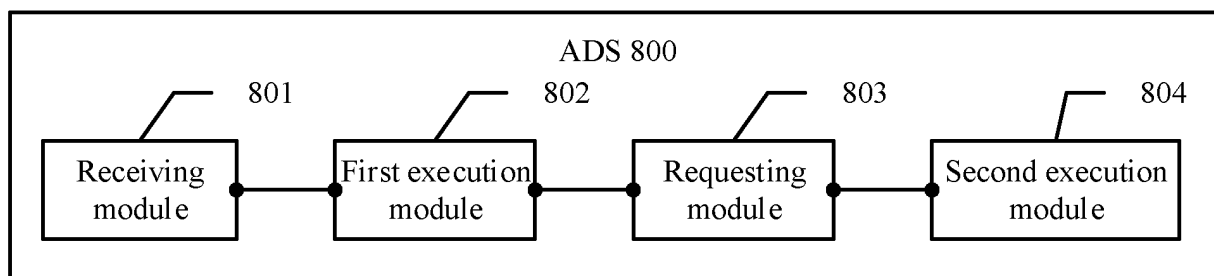 ADS 800
801
802
803
804
Receiving
module
First execution
module
Requesting
module
Second execution
module